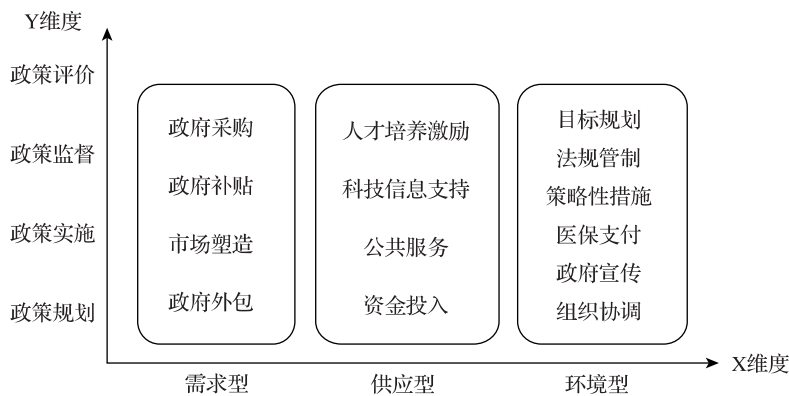 Y维度
政策评价
政策监督
政策实施
政策规划
政府采购
政府补贴
市场塑造
政府外包
人才培养激励
科技信息支持
公共服务
资金投入
目标规划
法规管制
策略性措施
医保支付
政府宣传
组织协调
X维度
需求型
供应型
环境型